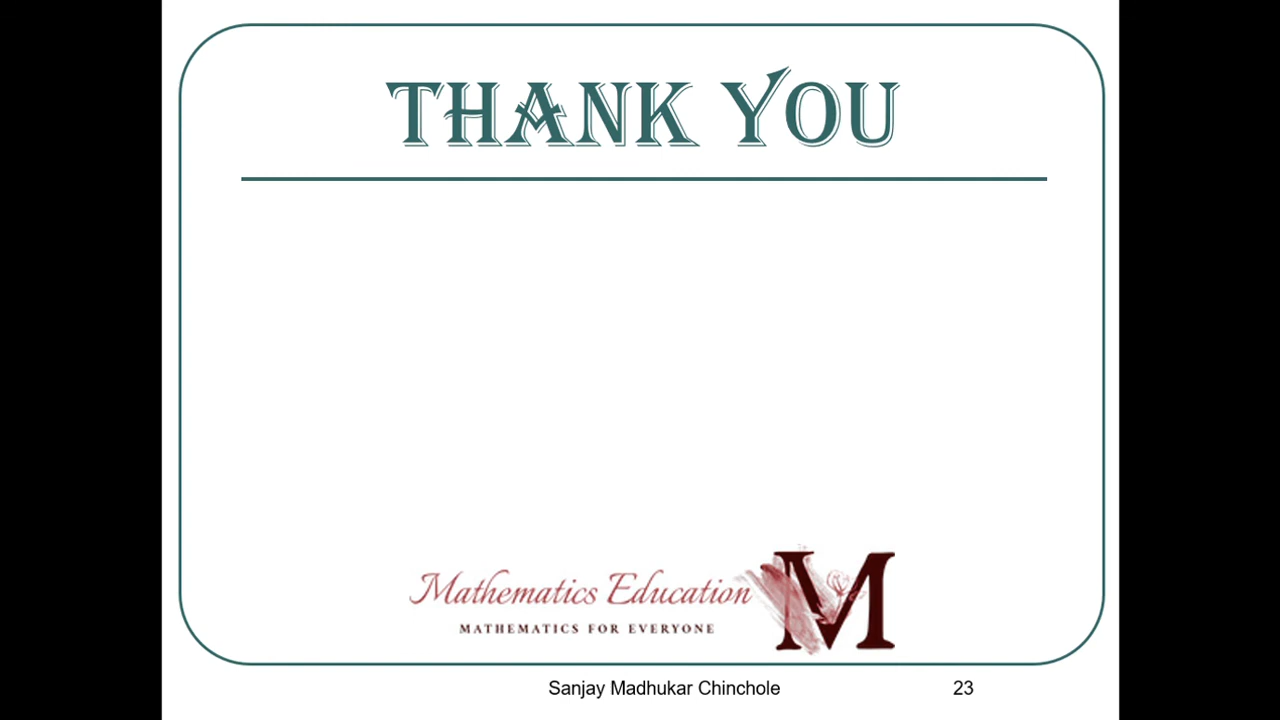 THANK YOU
Mathematics Education
MATHEMATICS FOR EVERYONE
M
Sanjay Madhukar Chinchole 23